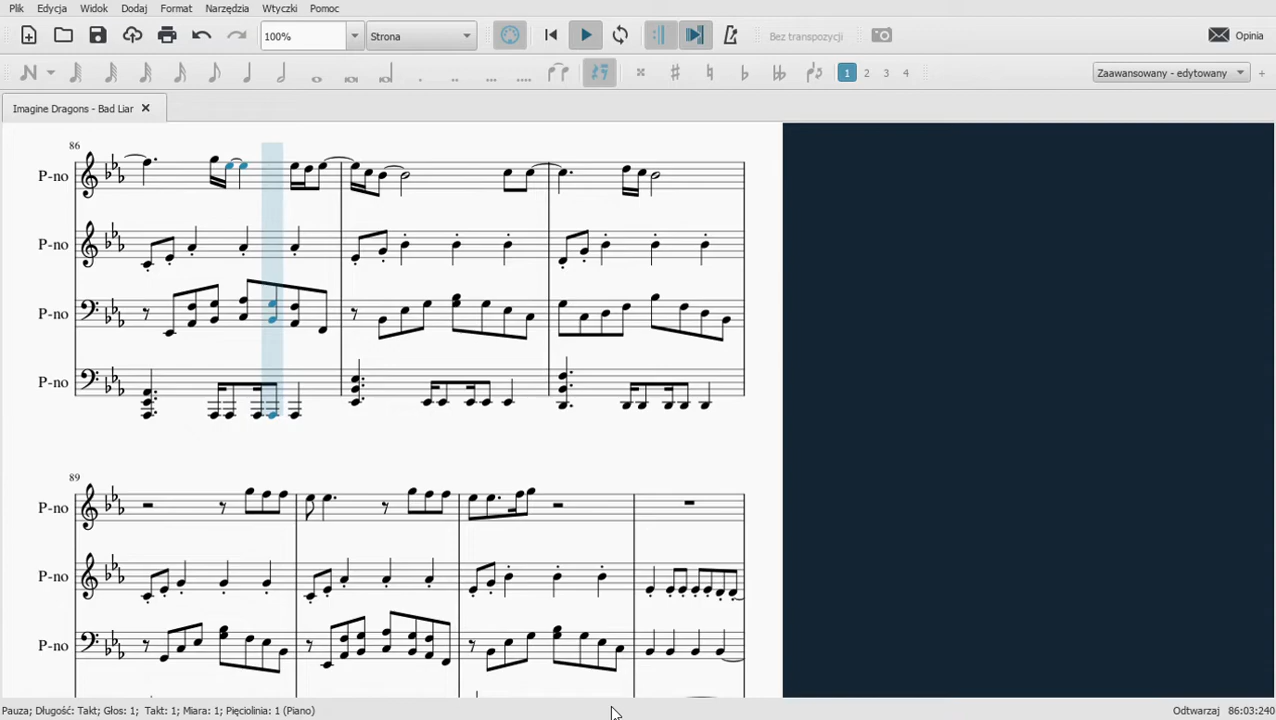 Plik Edycja Widok Dodaj Format Narzędzia Wtyczki Pomoc
100% Strona Bez transpozycji Opinia
1 2 3 4 Zaawansowany - edytowany +
Imagine Dragons - Bad Liar
86
P-no
P-no
P-no
P-no
89
P-no
P-no
P-no
Pauza; Długość: Takt; Głos: 1; Takt: 1; Miara: 1; Pięciolinia: 1 (Piano) Odtwarzaj 86:03:240